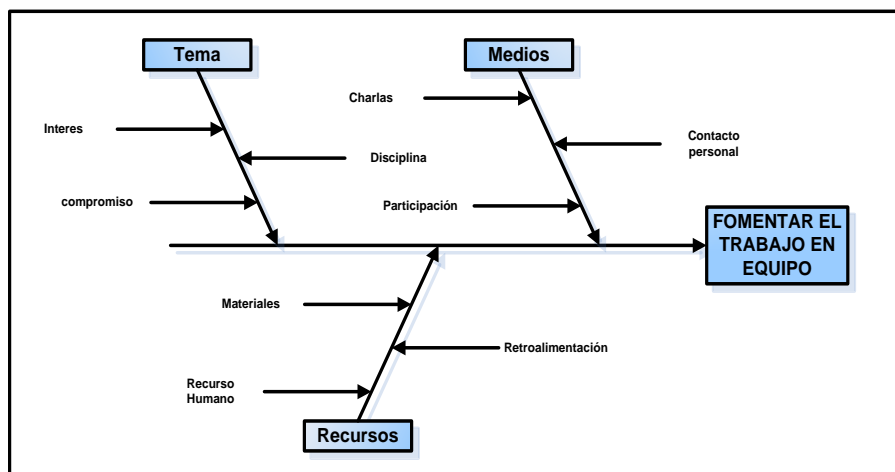 Tema
Medios
Charlas
Interes
Contacto
personal
Disciplina
compromiso
Participación
FOMENTAR EL
TRABAJO EN
EQUIPO
Materiales
Retroalimentación
Recurso
Humano
Recursos